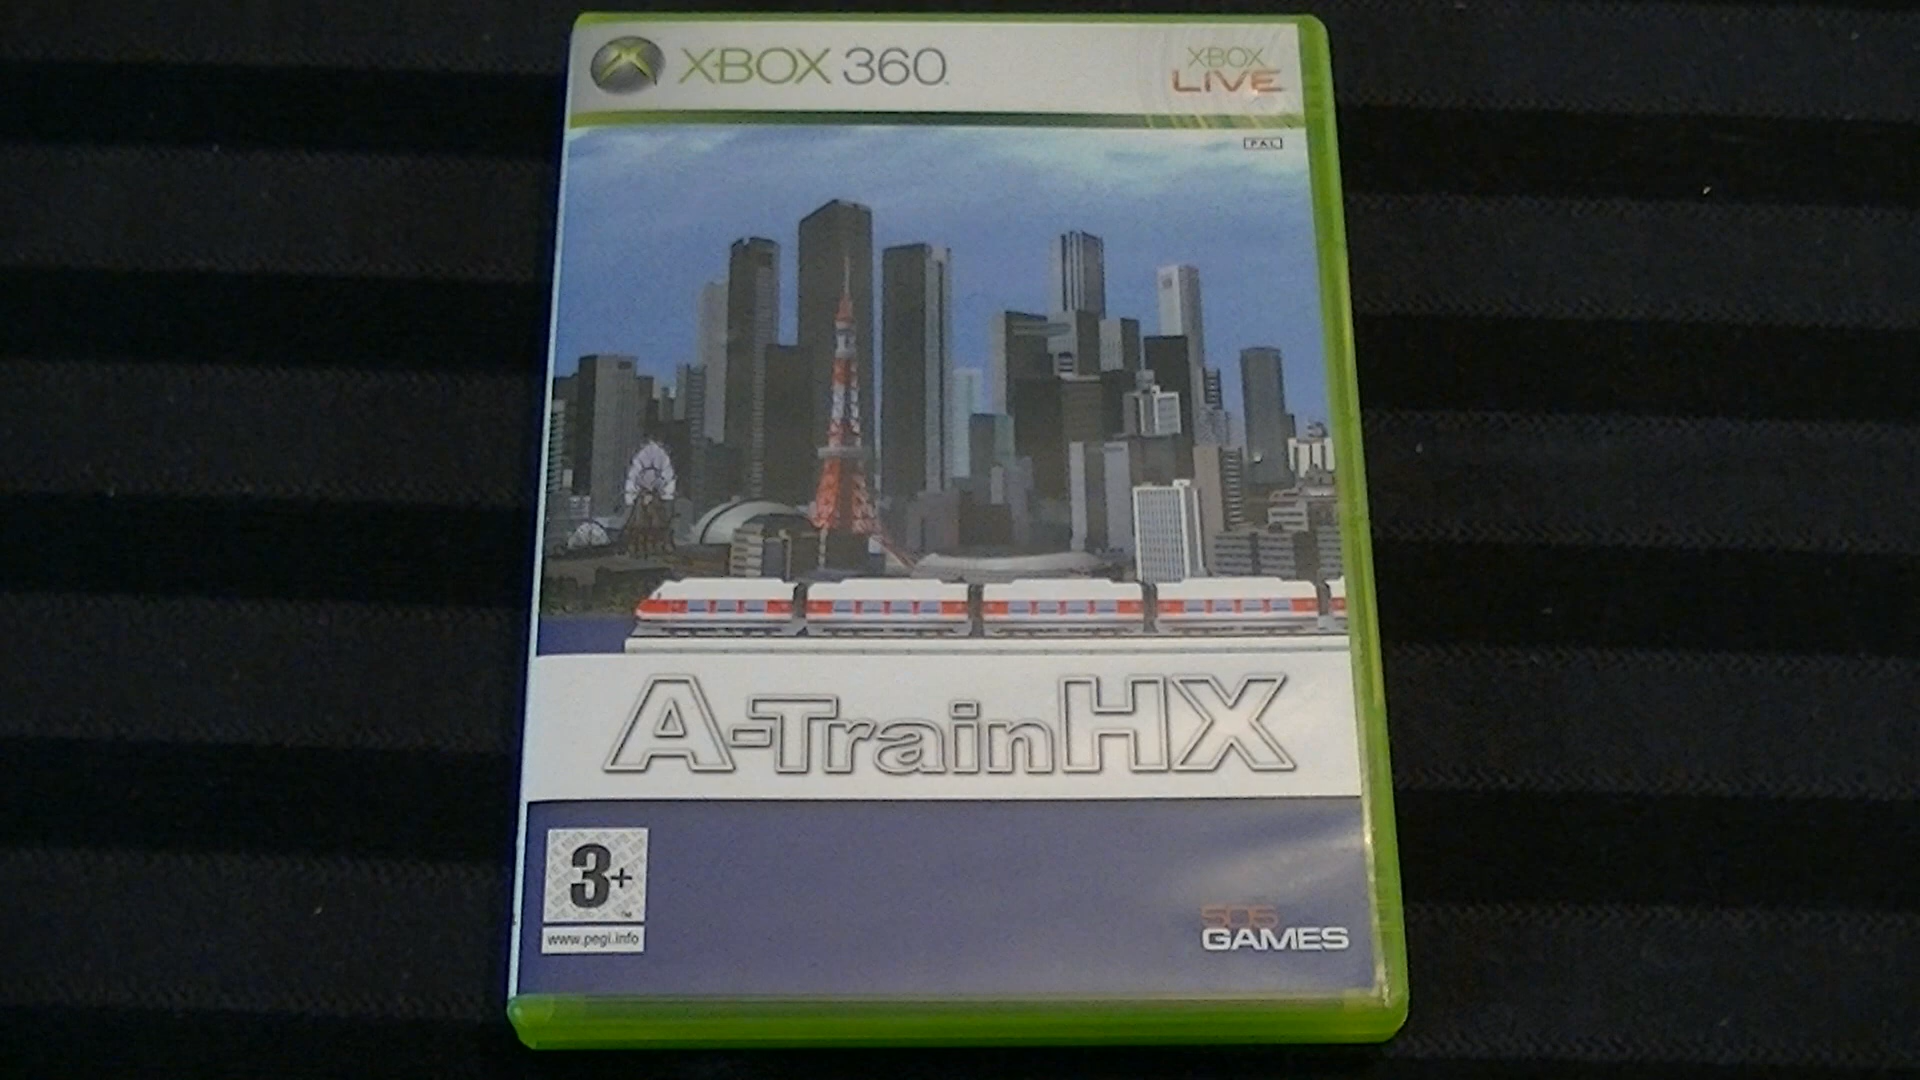 XBOX 360
XBOX
LIVE
PAL
A-Train HX
3+
www.pegi.info
505
GAMES